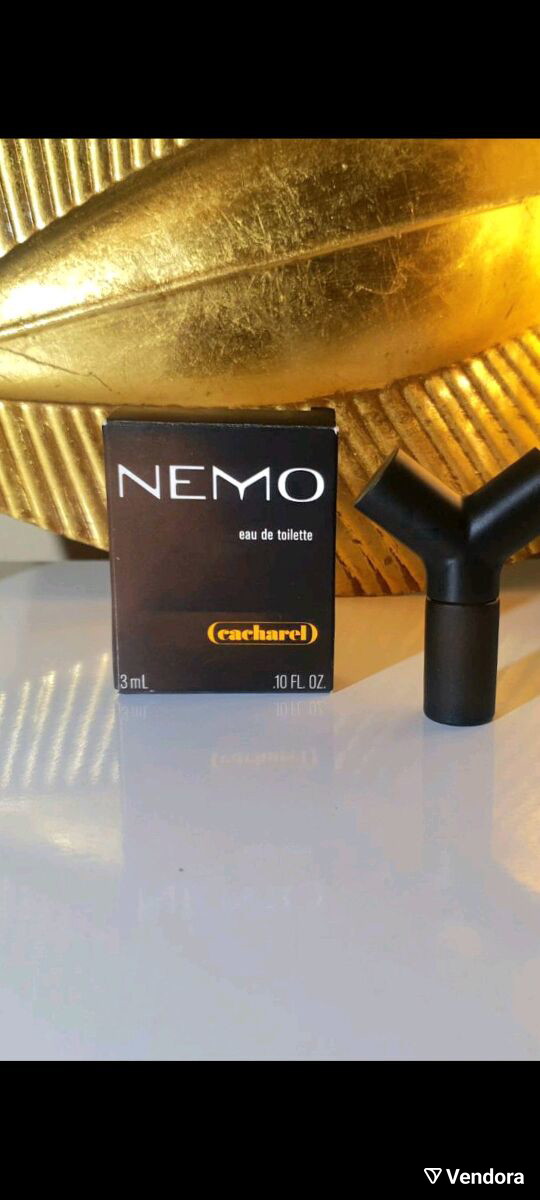 NEMO
eau de toilette
(cacharel)
3 mL .10 FL. OZ.
Vendora